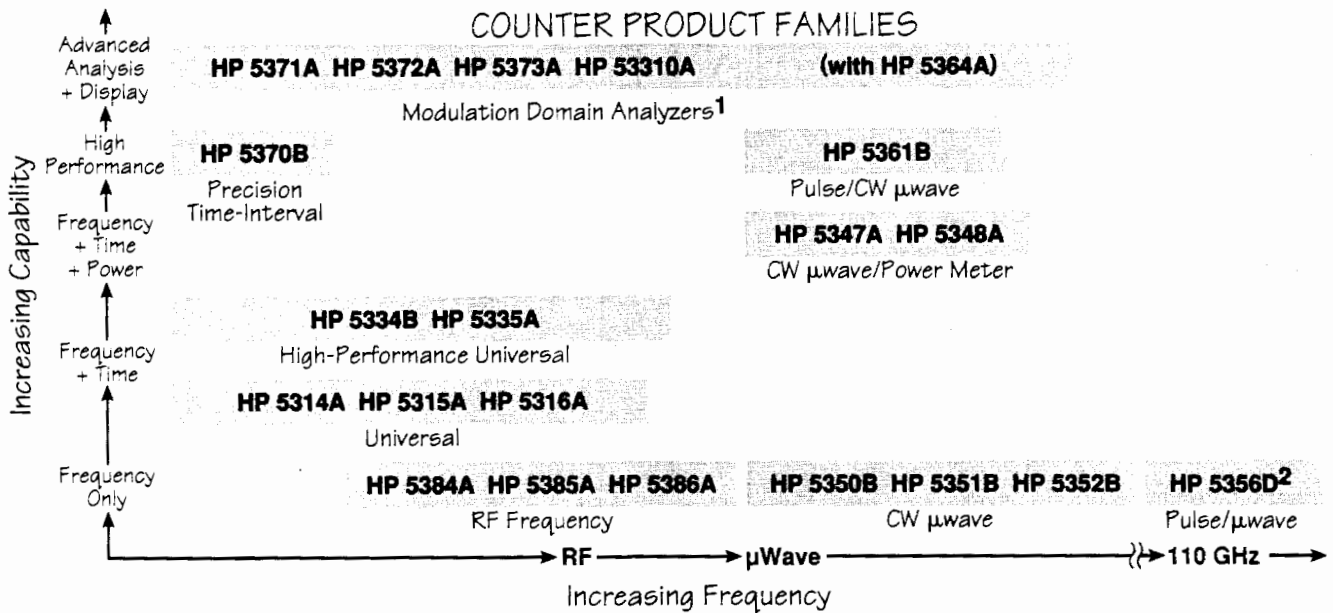 COUNTER PRODUCT FAMILIES
Increasing Capability
Advanced
Analysis
+ Display
HP 5371A HP 5372A HP 5373A HP 53310A (with HP 5364A)
Modulation Domain Analyzers1
High
Performance
HP 5370B
Precision
Time-Interval
HP 5361B
Pulse/CW µwave
Frequency
+ Time
+ Power
HP 5347A HP 5348A
CW µwave/Power Meter
Frequency
+ Time
HP 5334B HP 5335A
High-Performance Universal
HP 5314A HP 5315A HP 5316A
Universal
Frequency
Only
HP 5384A HP 5385A HP 5386A
RF Frequency
HP 5350B HP 5351B HP 5352B
CW µwave
HP 5356D2
Pulse/µwave
RF
µWave
110 GHz
Increasing Frequency